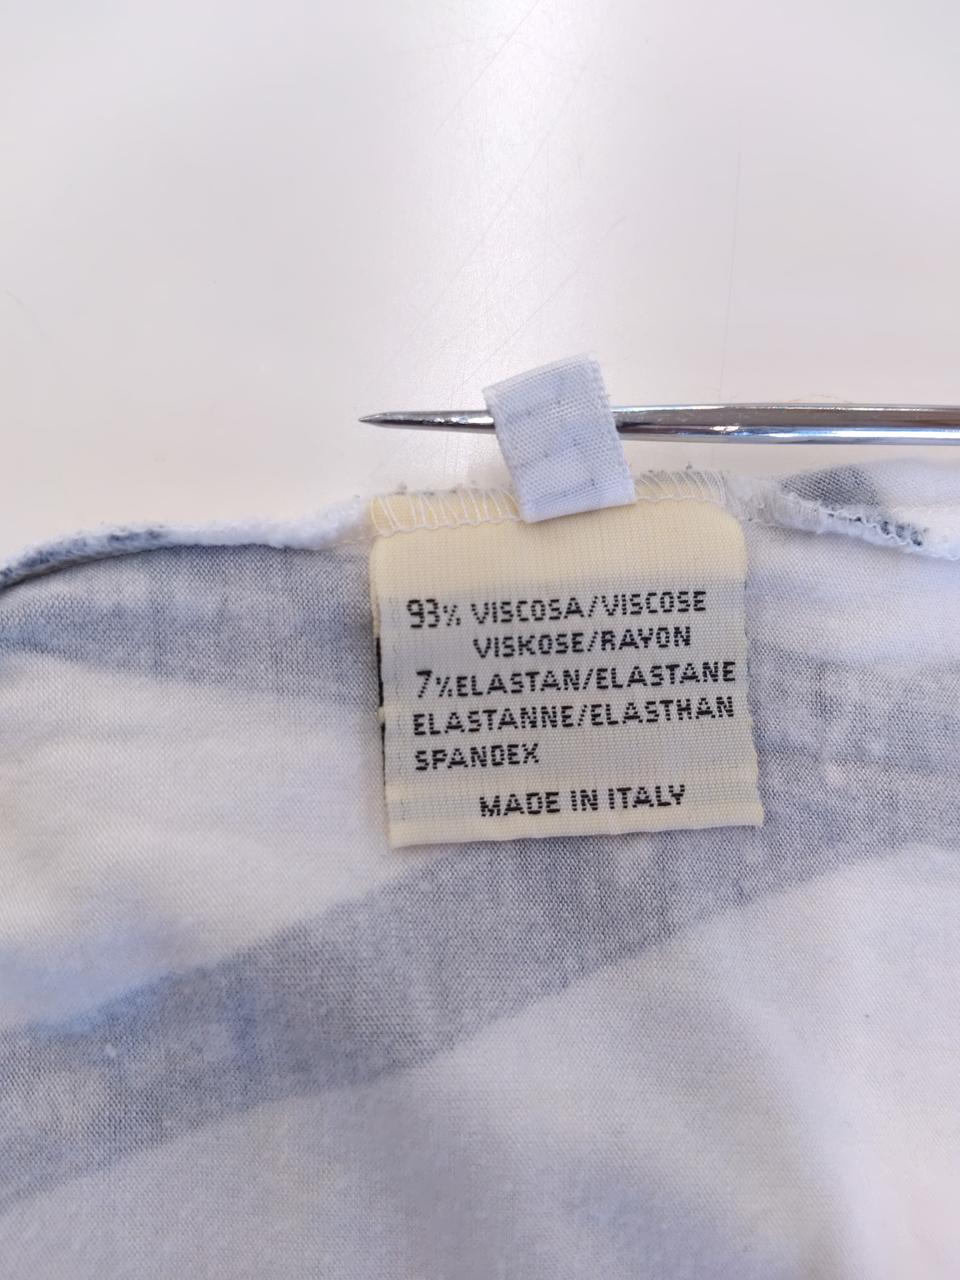 93% VISCOSA/VISCOSE
VISKOSE/RAYON
7%ELASTAN/ELASTANE
ELASTANNE/ELASTHAN
SPANDEX
MADE IN ITALY